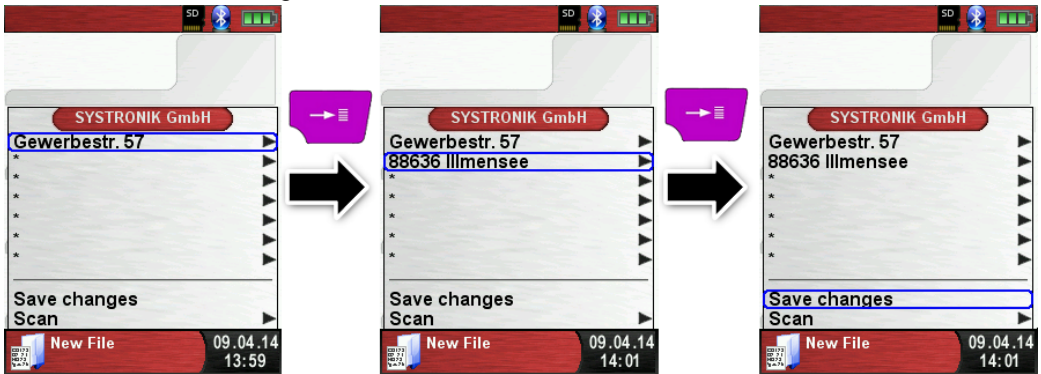 SD
SYSTRONIK GmbH
Gewerbestr. 57
*
*
*
*
*
Save changes
Scan
New File
09.04.14
13:59
SD
SYSTRONIK GmbH
Gewerbestr. 57
88636 Illmensee
*
*
*
*
*
Save changes
Scan
New File
09.04.14
14:01
SD
SYSTRONIK GmbH
Gewerbestr. 57
88636 Illmensee
*
*
*
*
*
Save changes
Scan
New File
09.04.14
14:01